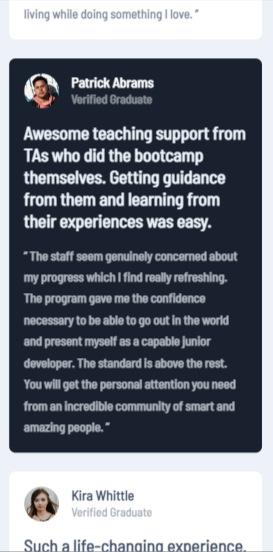 living while doing something I love. ”
Patrick Abrams
Verified Graduate
Awesome teaching support from
TAs who did the bootcamp
themselves. Getting guidance
from them and learning from
their experiences was easy.
“ The staff seem genuinely concerned about
my progress which I find really refreshing.
The program gave me the confidence
necessary to be able to go out in the world
and present myself as a capable junior
developer. The standard is above the rest.
You will get the personal attention you need
from an incredible community of smart and
amazing people. ”
Kira Whittle
Verified Graduate
Such a life-changing experience.